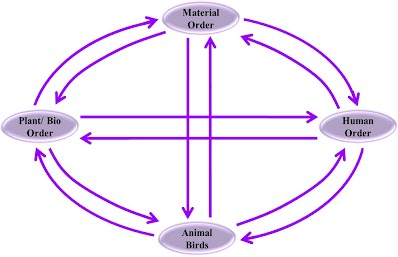 Material
Order
Plant/ Bio
Order
Human
Order
Animal
Birds